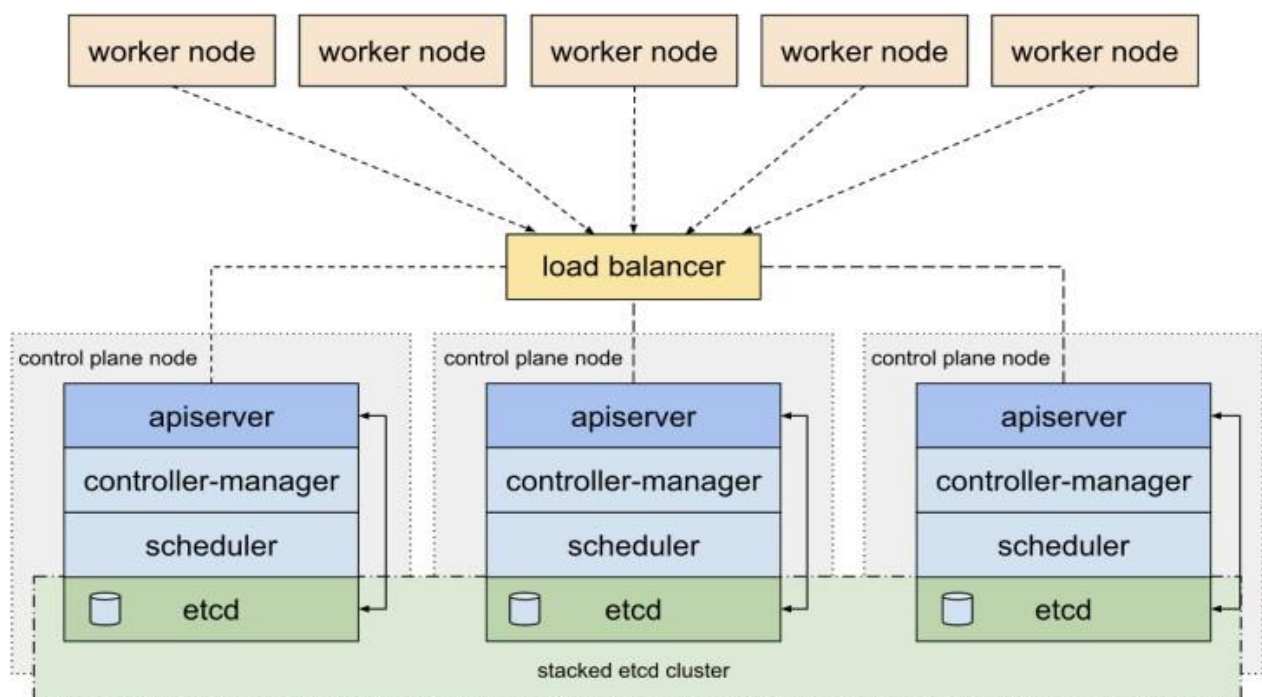 worker node
worker node
worker node
worker node
worker node
load balancer
control plane node
apiserver
controller-manager
scheduler
etcd
control plane node
apiserver
controller-manager
scheduler
etcd
control plane node
apiserver
controller-manager
scheduler
etcd
stacked etcd cluster